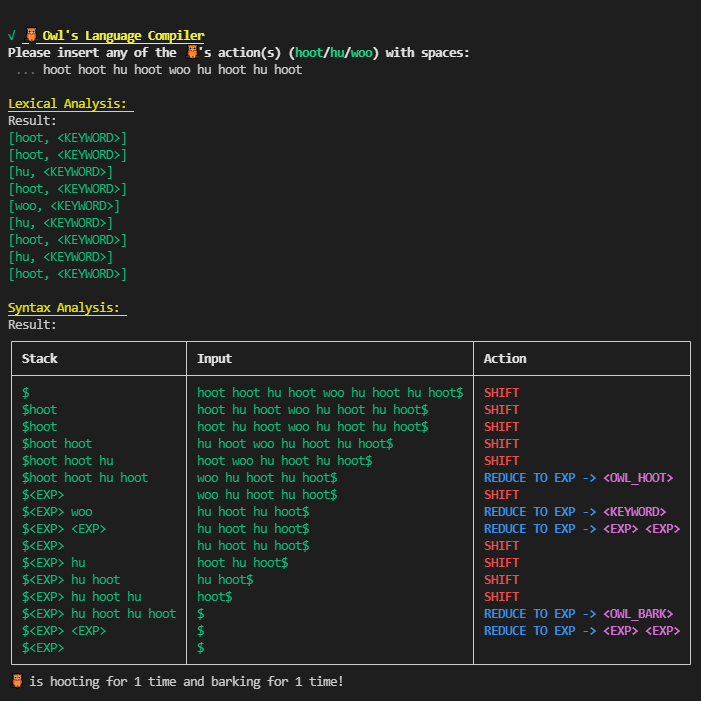 √ 🦉 Owl's Language Compiler
Please insert any of the 🦉's action(s) (hoot/hu/woo) with spaces:
... hoot hoot hu hoot woo hu hoot hu hoot
Lexical Analysis:
Result:
[hoot, <KEYWORD>]
[hoot, <KEYWORD>]
[hu, <KEYWORD>]
[hoot, <KEYWORD>]
[woo, <KEYWORD>]
[hu, <KEYWORD>]
[hoot, <KEYWORD>]
[hu, <KEYWORD>]
[hoot, <KEYWORD>]
Syntax Analysis:
Result:
Stack Input Action
$ hoot hoot hu hoot woo hu hoot hu hoot$ SHIFT
$hoot hoot hu hoot woo hu hoot hu hoot$ SHIFT
$hoot hoot hu hoot woo hu hoot hu hoot$ SHIFT
$hoot hoot hu hoot woo hu hoot hu hoot$ SHIFT
$hoot hoot hu hoot woo hu hoot hu hoot$ SHIFT
$hoot hoot hu hoot woo hu hoot hu hoot$ REDUCE TO EXP -> <OWL_HOOT>
$<EXP> woo hu hoot hu hoot$ SHIFT
$<EXP> woo hu hoot hu hoot$ REDUCE TO EXP -> <KEYWORD>
$<EXP> <EXP> hu hoot hu hoot$ REDUCE TO EXP -> <EXP> <EXP>
$<EXP> hu hoot hu hoot$ SHIFT
$<EXP> hu hoot hu hoot$ SHIFT
$<EXP> hu hoot hu hoot$ SHIFT
$<EXP> hu hoot hu hoot$ SHIFT
$<EXP> hu hoot hu hoot $ REDUCE TO EXP -> <OWL_BARK>
$<EXP> <EXP> $ REDUCE TO EXP -> <EXP> <EXP>
$<EXP> $
🦉 is hooting for 1 time and barking for 1 time!